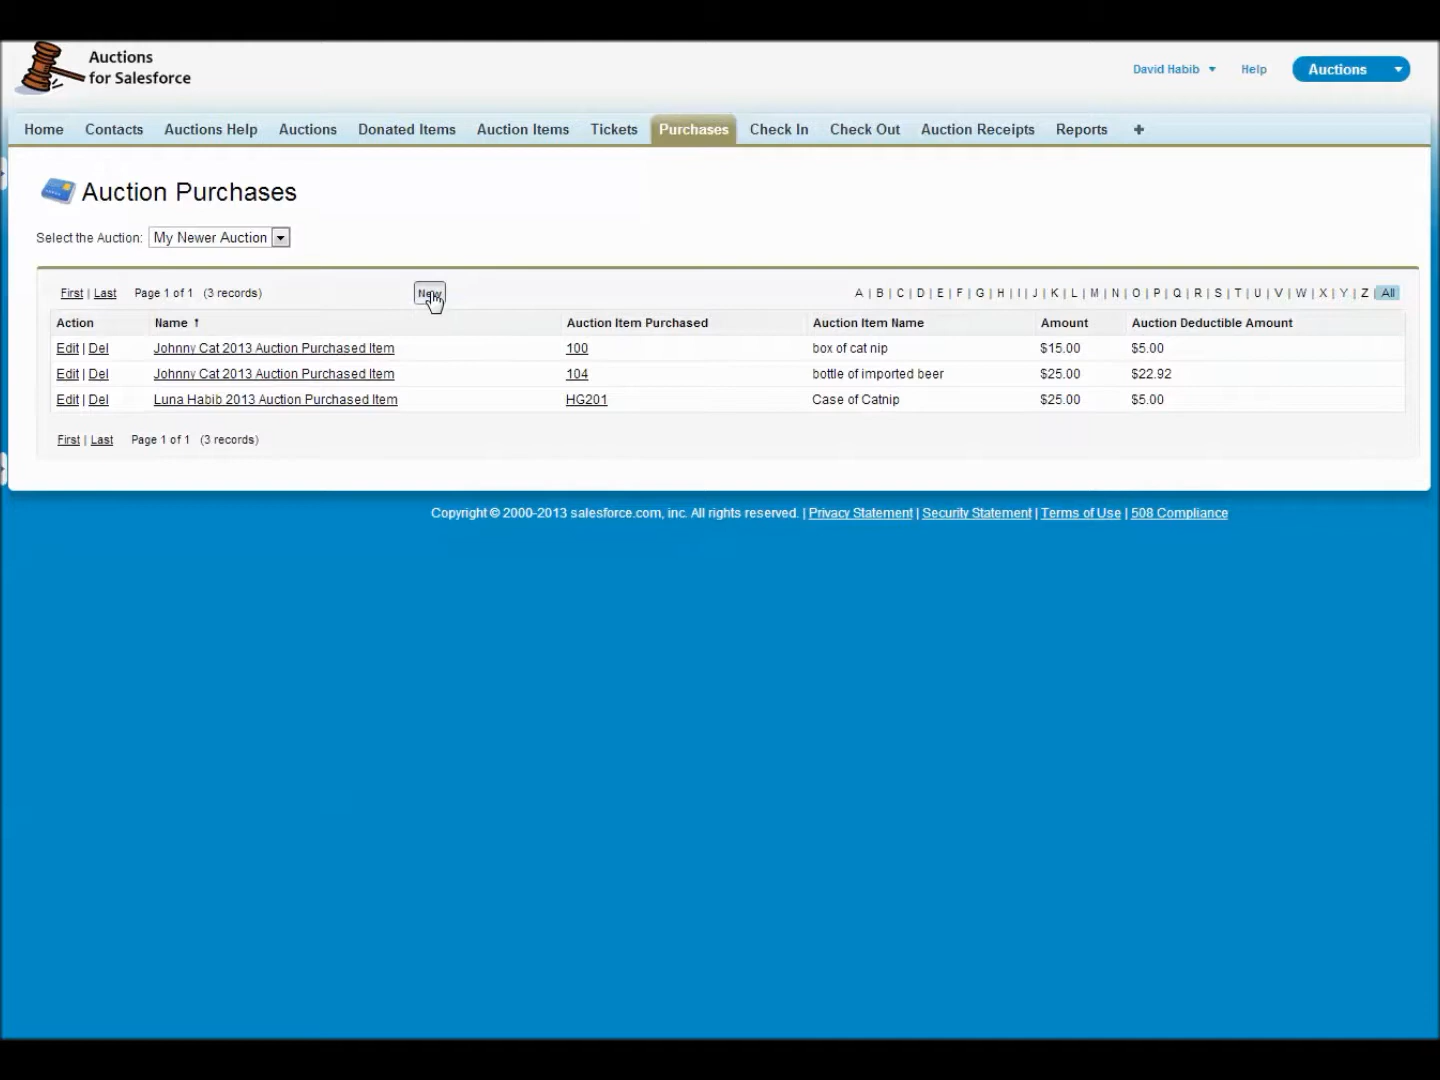 Auctions
for Salesforce
David Habib Help Auctions
Home Contacts Auctions Help Auctions Donated Items Auction Items Tickets Purchases Check In Check Out Auction Receipts Reports +
Auction Purchases
Select the Auction: My Newer Auction
First | Last Page 1 of 1 (3 records) New A | B | C | D | E | F | G | H | I | J | K | L | M | N | O | P | Q | R | S | T | U | V | W | X | Y | Z | All
Action Name ↑ Auction Item Purchased Auction Item Name Amount Auction Deductible Amount
Edit | Del Johnny Cat 2013 Auction Purchased Item 100 box of cat nip $15.00 $5.00
Edit | Del Johnny Cat 2013 Auction Purchased Item 104 bottle of imported beer $25.00 $22.92
Edit | Del Luna Habib 2013 Auction Purchased Item HG201 Case of Catnip $25.00 $5.00
First | Last Page 1 of 1 (3 records)
Copyright © 2000-2013 salesforce.com, inc. All rights reserved. | Privacy Statement | Security Statement | Terms of Use | 508 Compliance